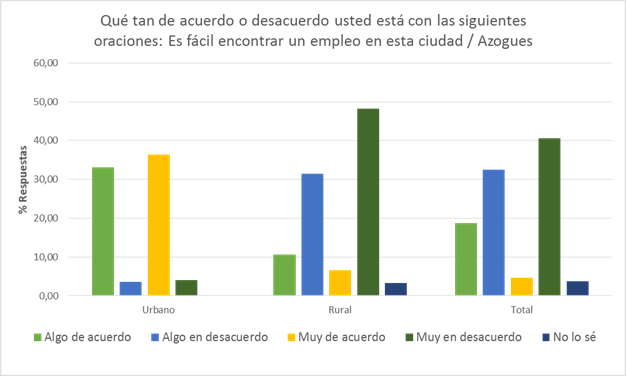 Qué tan de acuerdo o desacuerdo usted está con las siguientes
oraciones: Es fácil encontrar un empleo en esta ciudad / Azogues
60,00
50,00
40,00
30,00
20,00
10,00
0,00
% Respuestas
Urbano Rural Total
Algo de acuerdo Algo en desacuerdo Muy de acuerdo Muy en desacuerdo No lo sé